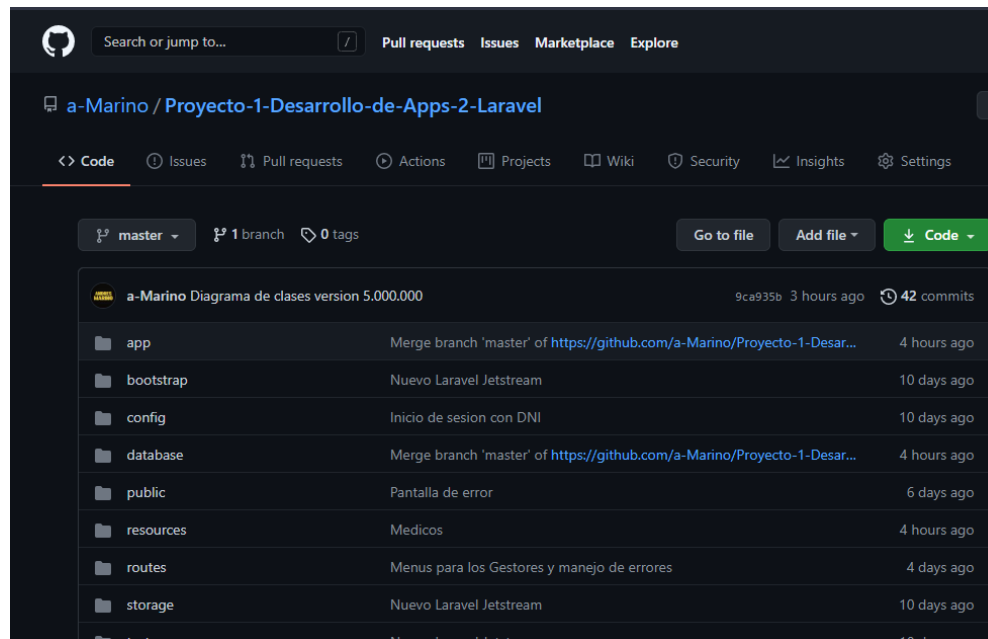 Search or jump to... / Pull requests Issues Marketplace Explore
a-Marino / Proyecto-1-Desarrollo-de-Apps-2-Laravel
<> Code Issues Pull requests Actions Projects Wiki Security Insights Settings
master 1 branch 0 tags Go to file Add file Code
a-Marino Diagrama de clases version 5.000.000 9ca935b 3 hours ago 42 commits
app Merge branch 'master' of https://github.com/a-Marino/Proyecto-1-Desar... 4 hours ago
bootstrap Nuevo Laravel Jetstream 10 days ago
config Inicio de sesion con DNI 10 days ago
database Merge branch 'master' of https://github.com/a-Marino/Proyecto-1-Desar... 4 hours ago
public Pantalla de error 6 days ago
resources Medicos 4 hours ago
routes Menus para los Gestores y manejo de errores 4 days ago
storage Nuevo Laravel Jetstream 10 days ago